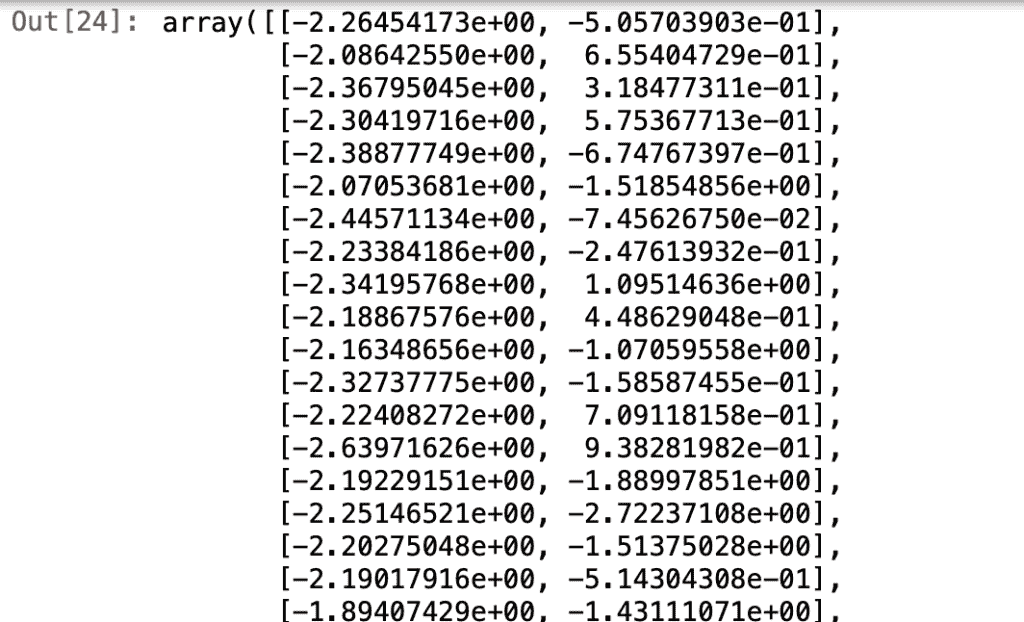 Out[24]: array([[-2.26454173e+00, -5.05703903e-01],
[-2.08642550e+00, 6.55404729e-01],
[-2.36795045e+00, 3.18477311e-01],
[-2.30419716e+00, 5.75367713e-01],
[-2.38877749e+00, -6.74767397e-01],
[-2.07053681e+00, -1.51854856e+00],
[-2.44571134e+00, -7.45626750e-02],
[-2.23384186e+00, -2.47613932e-01],
[-2.34195768e+00, 1.09514636e+00],
[-2.18867576e+00, 4.48629048e-01],
[-2.16348656e+00, -1.07059558e+00],
[-2.32737775e+00, -1.58587455e-01],
[-2.22408272e+00, 7.09118158e-01],
[-2.63971626e+00, 9.38281982e-01],
[-2.19229151e+00, -1.88997851e+00],
[-2.25146521e+00, -2.72237108e+00],
[-2.20275048e+00, -1.51375028e+00],
[-2.19017916e+00, -5.14304308e-01],
[-1.89407429e+00, -1.43111071e+00],